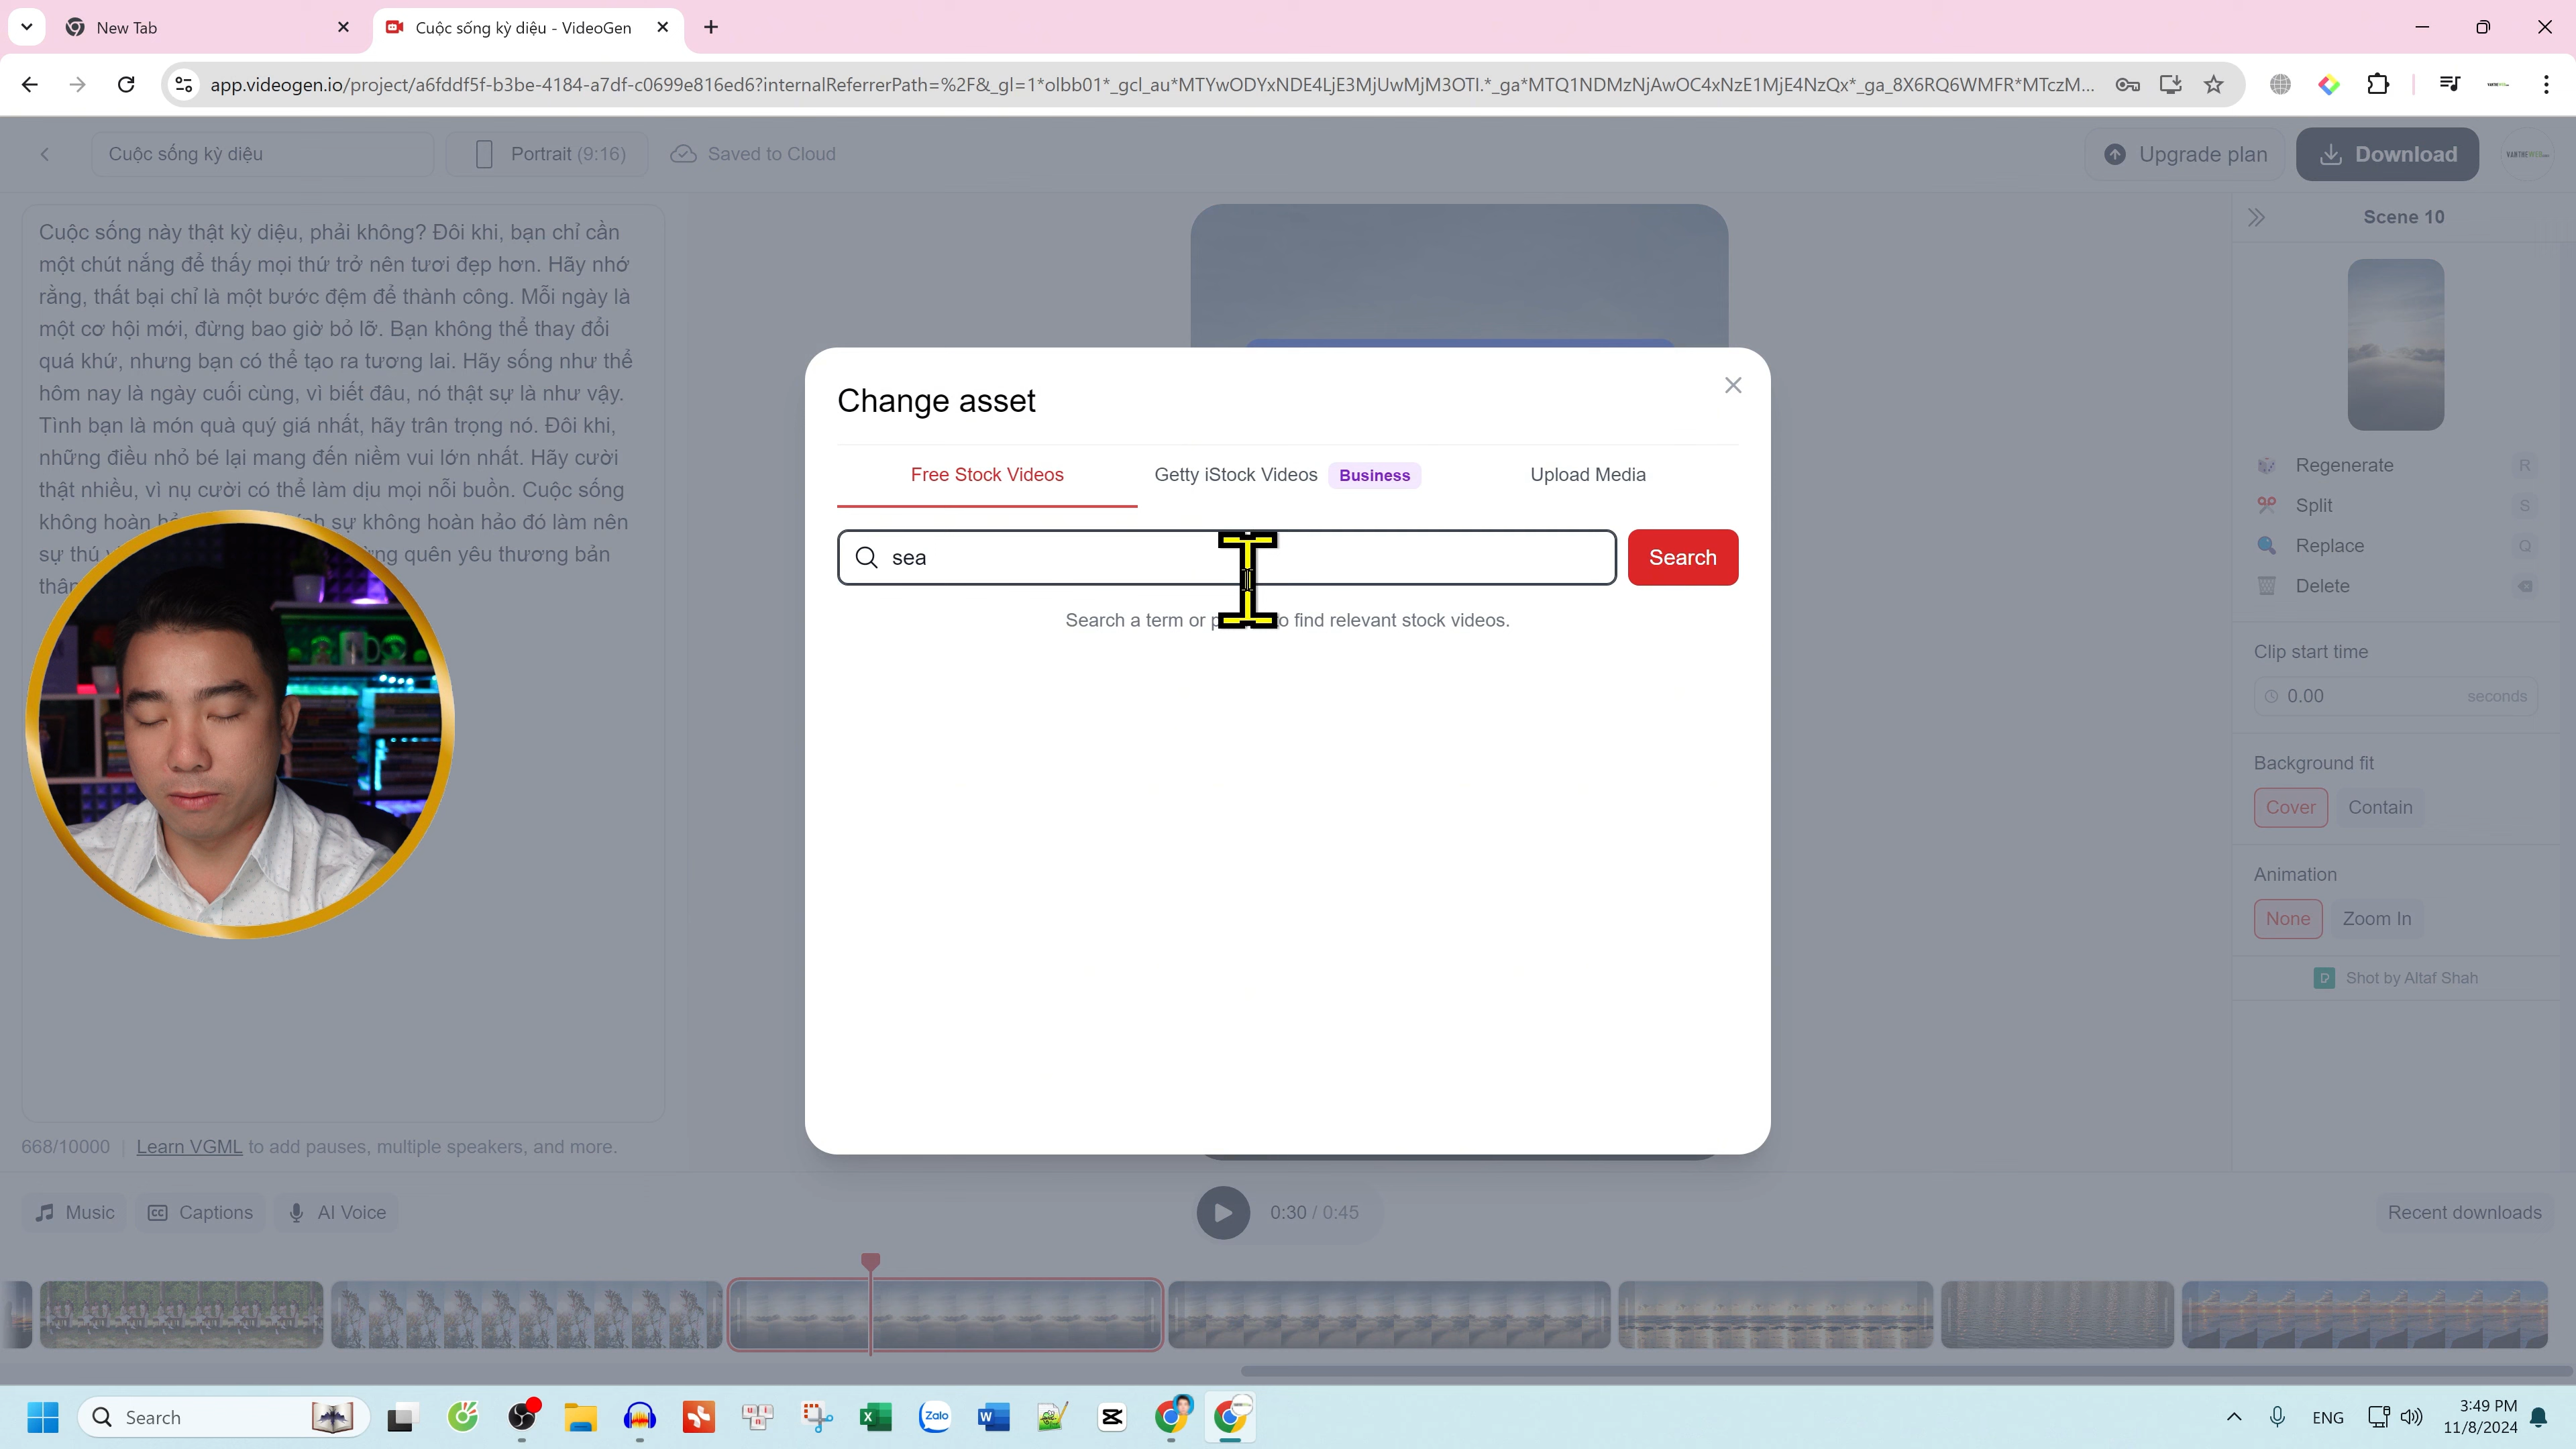 New Tab
Cuộc sống kỳ diệu - VideoGen
app.videogen.io/project/a6fddf5f-b3be-4184-a7df-c0699e816ed6?internalReferrerPath=%2F&_gl=1*olbb01*_gcl_au*MTYwODYxNDE4LjE3MjUwMjM3OTI.*_ga*MTQ1NDMzNjAwOC4xNzE1MjE4NzQx*_ga_8X6RQ6WMFR*MTczM...
Cuộc sống kỳ diệu
Portrait (9:16)
Saved to Cloud
Upgrade plan
Download
Cuộc sống này thật kỳ diệu, phải không? Đôi khi, bạn chỉ cần
một chút nắng để thấy mọi thứ trở nên tươi đẹp hơn. Hãy nhớ
rằng, thất bại chỉ là một bước đệm để thành công. Mỗi ngày là
một cơ hội mới, đừng bao giờ bỏ lỡ. Bạn không thể thay đổi
quá khứ, nhưng bạn có thể tạo ra tương lai. Hãy sống như thể
hôm nay là ngày cuối cùng, vì biết đâu, nó thật sự là như vậy.
Tình bạn là món quà quý giá nhất, hãy trân trọng nó. Đôi khi,
những điều nhỏ bé lại mang đến niềm vui lớn nhất. Hãy cười
thật nhiều, vì nụ cười có thể làm dịu mọi nỗi buồn. Cuộc sống
không hoàn sự không hoàn hảo đó làm nên
sự thú quên yêu thương bản
thân
668/10000
Learn VGML to add pauses, multiple speakers, and more.
Change asset
Free Stock Videos
Getty iStock Videos Business
Upload Media
sea
Search
Search a term or to find relevant stock videos.
Scene 10
Regenerate R
Split S
Replace Q
Delete
Clip start time
0.00 seconds
Background fit
Cover Contain
Animation
None Zoom In
Shot by Altaf Shah
Music
Captions
AI Voice
0:30 / 0:45
Recent downloads
Search
Zalo
ENG
3:49 PM
11/8/2024